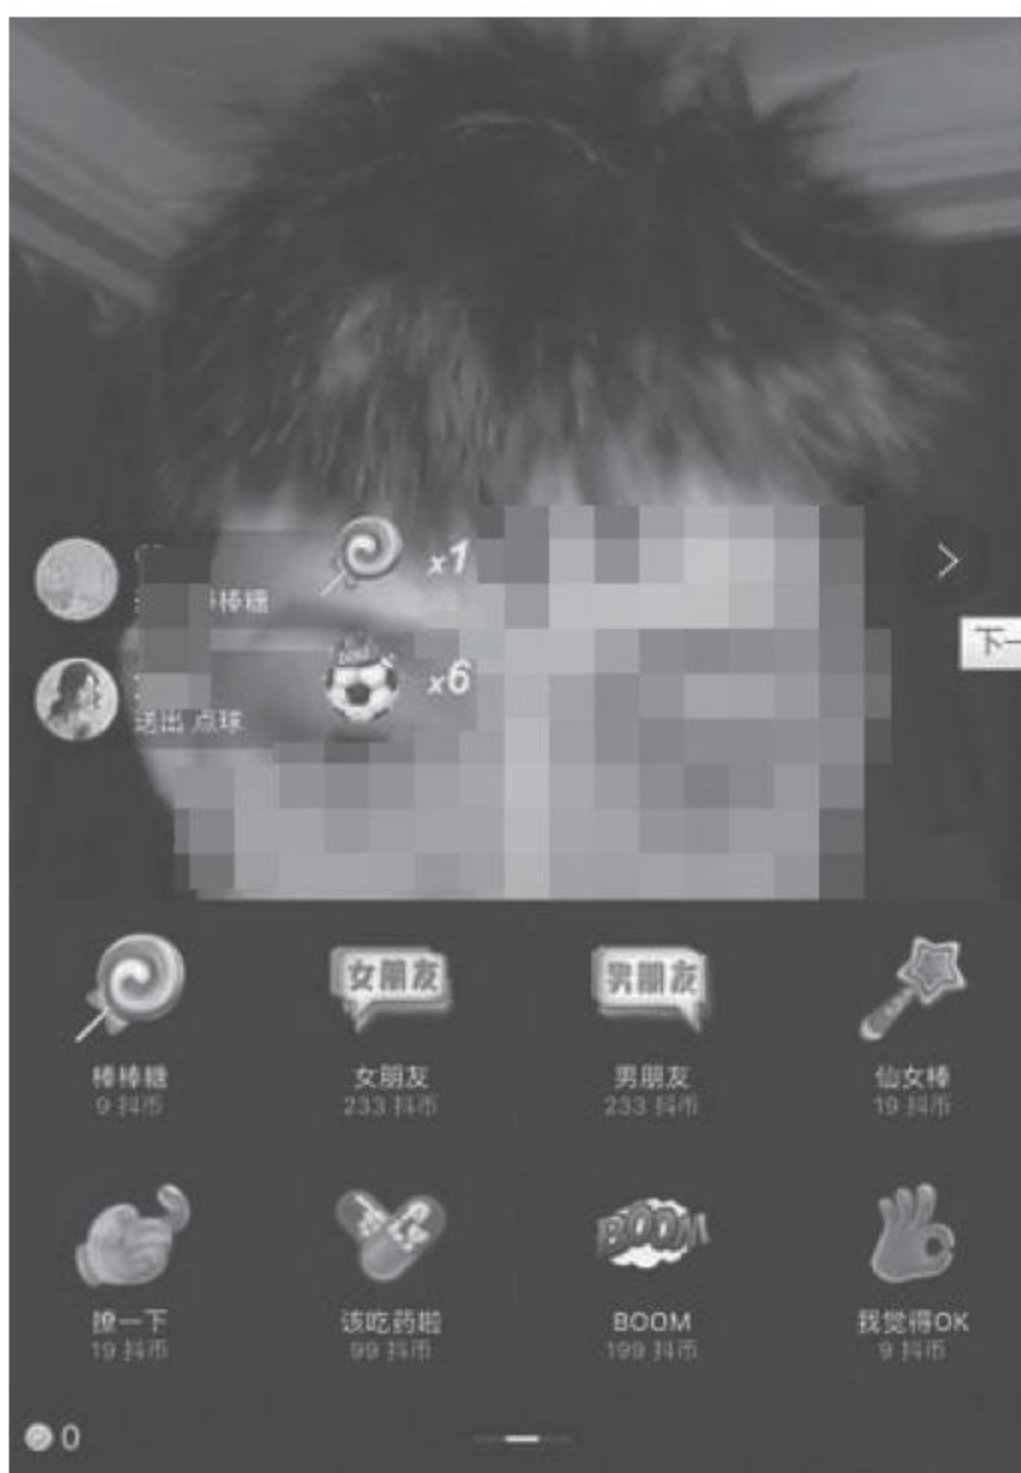 x1
棒糖
x6
送出 点球
下一
女朋友
男朋友
棒棒糖
女朋友
男朋友
仙女棒
9 抖币
233 抖币
233 抖币
19 抖币
BOOM
撩一下
该吃药啦
BOOM
我觉得OK
19 抖币
99 抖币
199 抖币
9 抖币
0